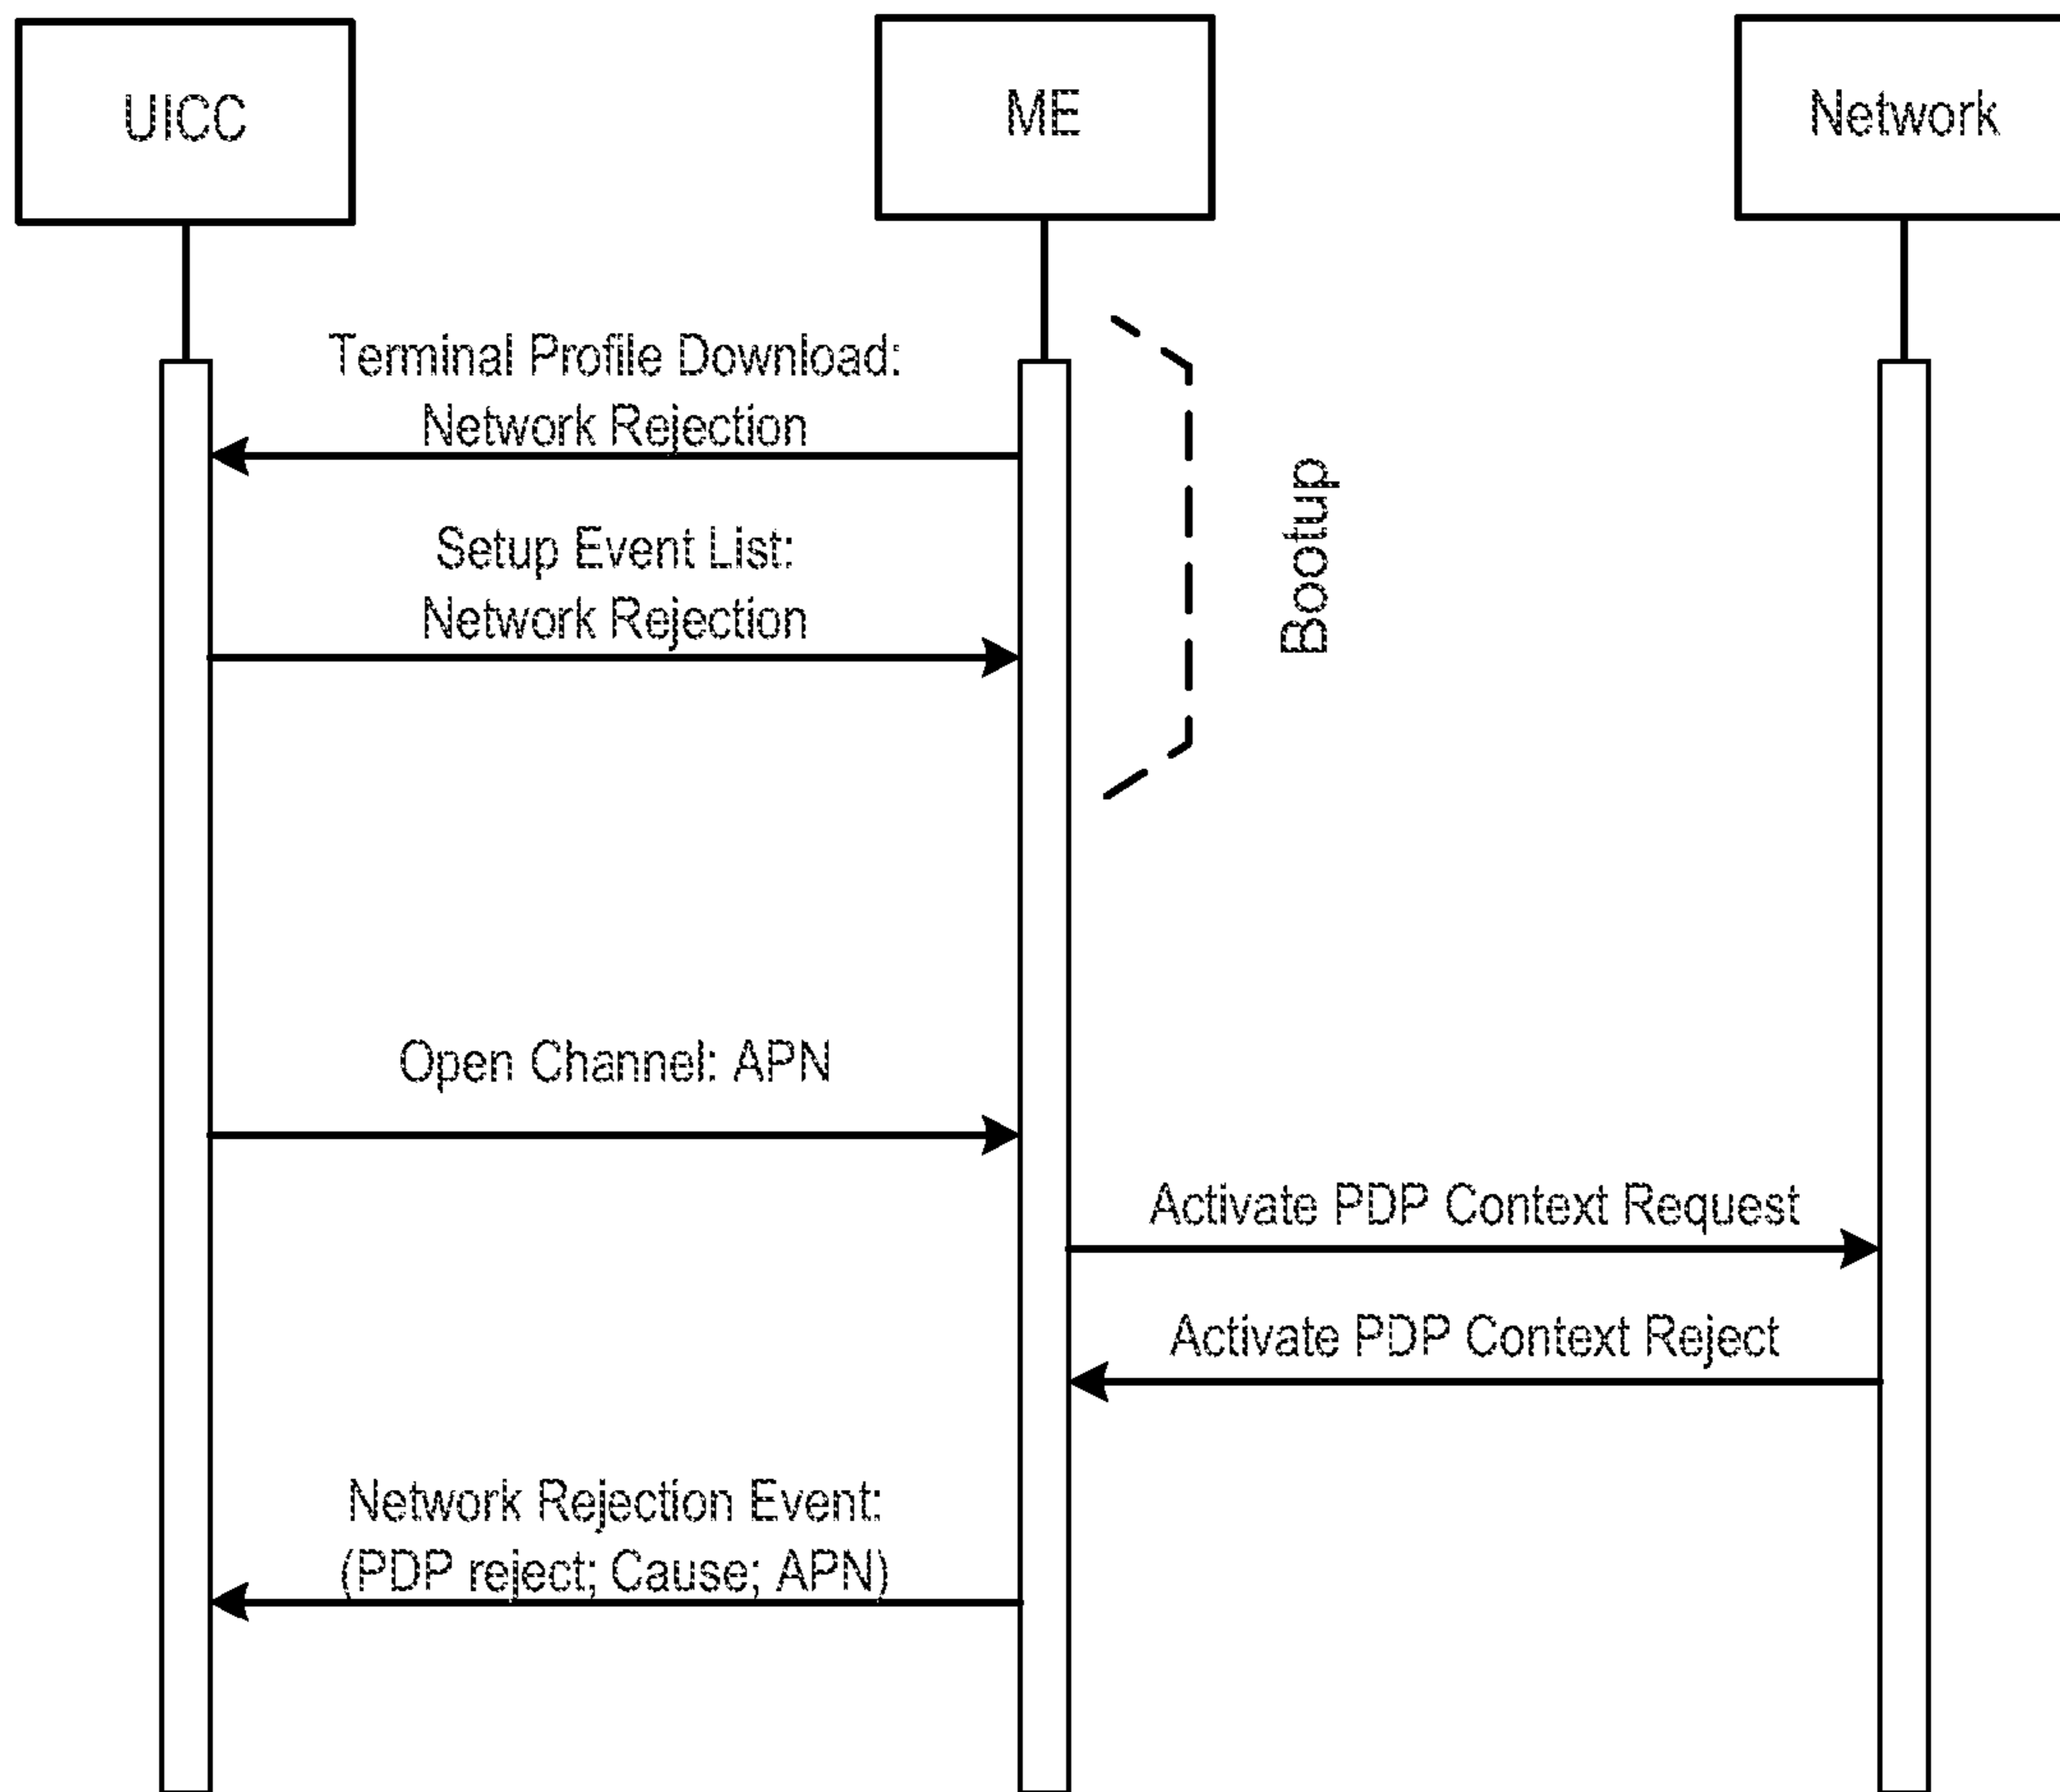 UICC
ME
Network
Terminal Profile Download:
Network Rejection
Setup Event List:
Network Rejection
Bootup
Open Channel: APN
Activate PDP Context Request
Activate PDP Context Reject
Network Rejection Event:
(PDP reject; Cause; APN)